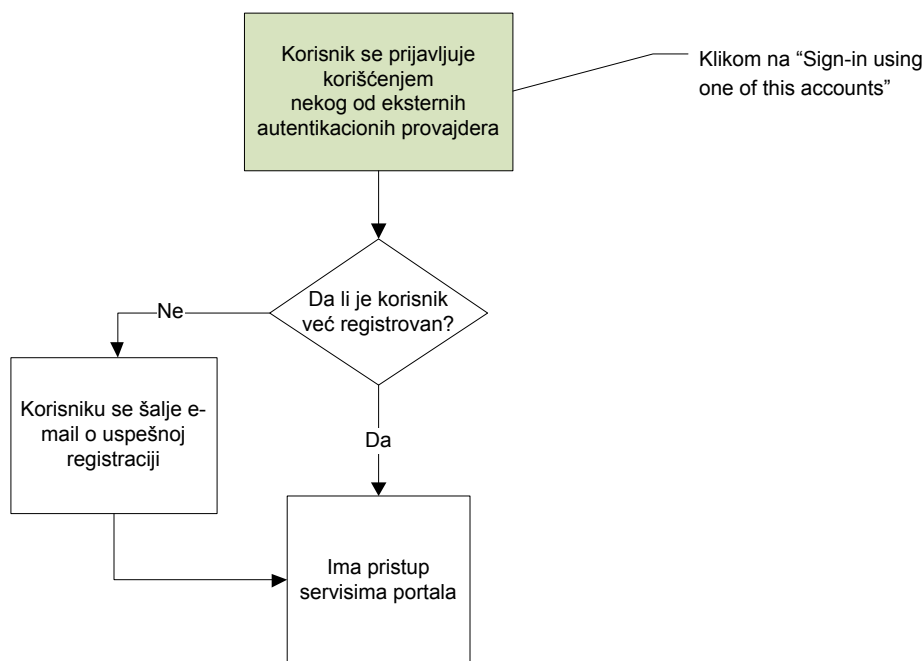 Korisnik se prijavljuje
korišćenjem
nekog od eksternih
autentikacionih provajdera
Klikom na “Sign-in using
one of this accounts”
Da li je korisnik
već registrovan?
Ne
Korisniku se šalje e-
mail o uspešnoj
registraciji
Da
Ima pristup
servisima portala